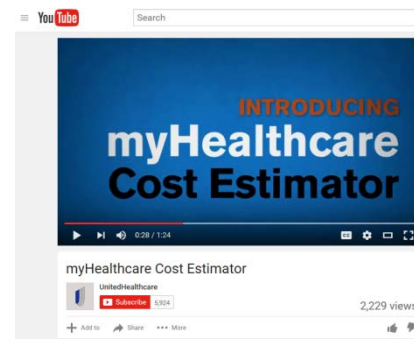 YouTube
Search
INTRODUCING
myHealthcare
Cost Estimator
0:28 / 1:24
CC
myHealthcare Cost Estimator
UnitedHealthcare
Subscribe 5,924
2,229 views
Add to Share More